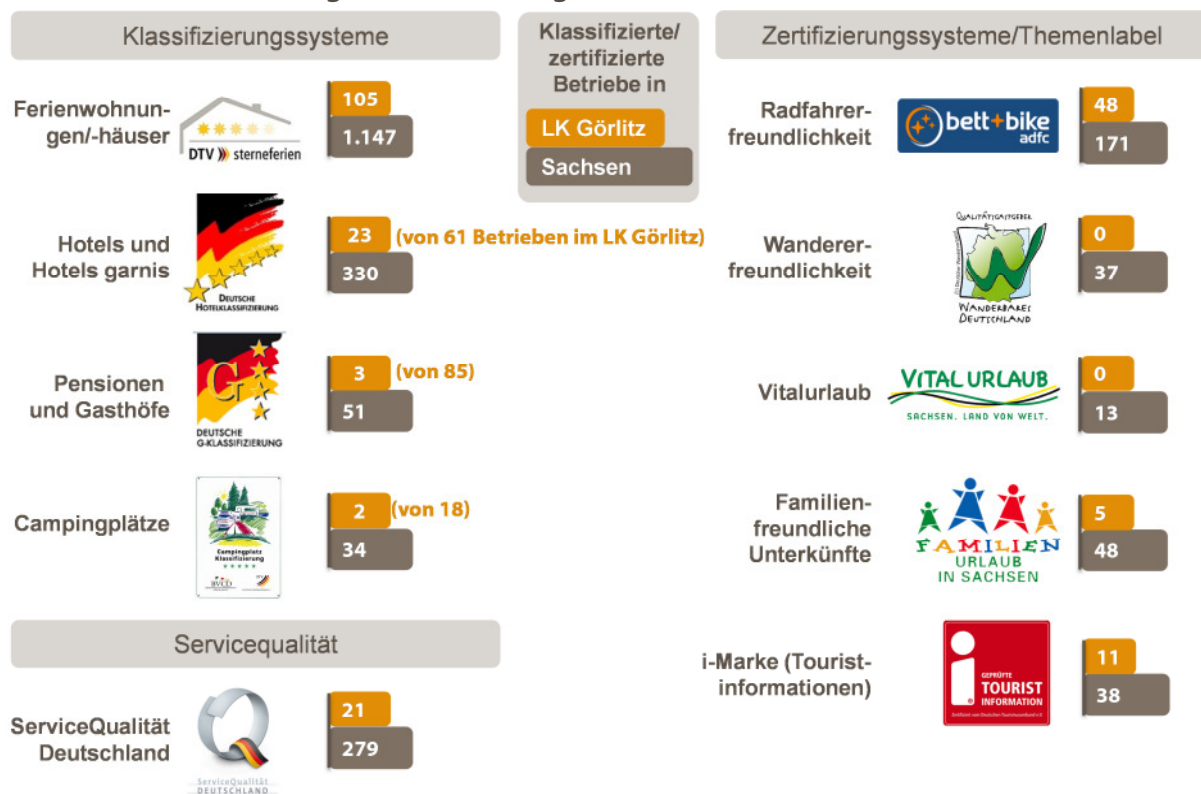 Klassifizierungssysteme
Ferienwohnun-
gen/-häuser
DTV sterneferien
105
1.147
Hotels und
Hotels garnis
DEUTSCHE
HOTELKLASSIFIZIERUNG
23 (von 61 Betrieben im LK Görlitz)
330
Pensionen
und Gasthöfe
G
DEUTSCHE
G-KLASSIFIZIERUNG
3 (von 85)
51
Campingplätze
Campingplatz
Klassifizierung
BVCD
2 (von 18)
34
Servicequalität
ServiceQualität
Deutschland
ServiceQualität
DEUTSCHLAND
21
279
Klassifizierte/
zertifizierte
Betriebe in
LK Görlitz
Sachsen
Zertifizierungssysteme/Themenlabel
Radfahrer-
freundlichkeit
bett+bike
adfc
48
171
Wanderer-
freundlichkeit
QUALITÄTSGASTGEBER
WANDERBARES
DEUTSCHLAND
0
37
Vitalurlaub
VITAL URLAUB
SACHSEN. LAND VON WELT.
0
13
Familien-
freundliche
Unterkünfte
FAMILIEN
URLAUB
IN SACHSEN
5
48
i-Marke (Tourist-
informationen)
i
GEPRÜFTE
TOURIST
INFORMATION
Zertifiziert vom Deutschen Tourismusverband e.V.
11
38